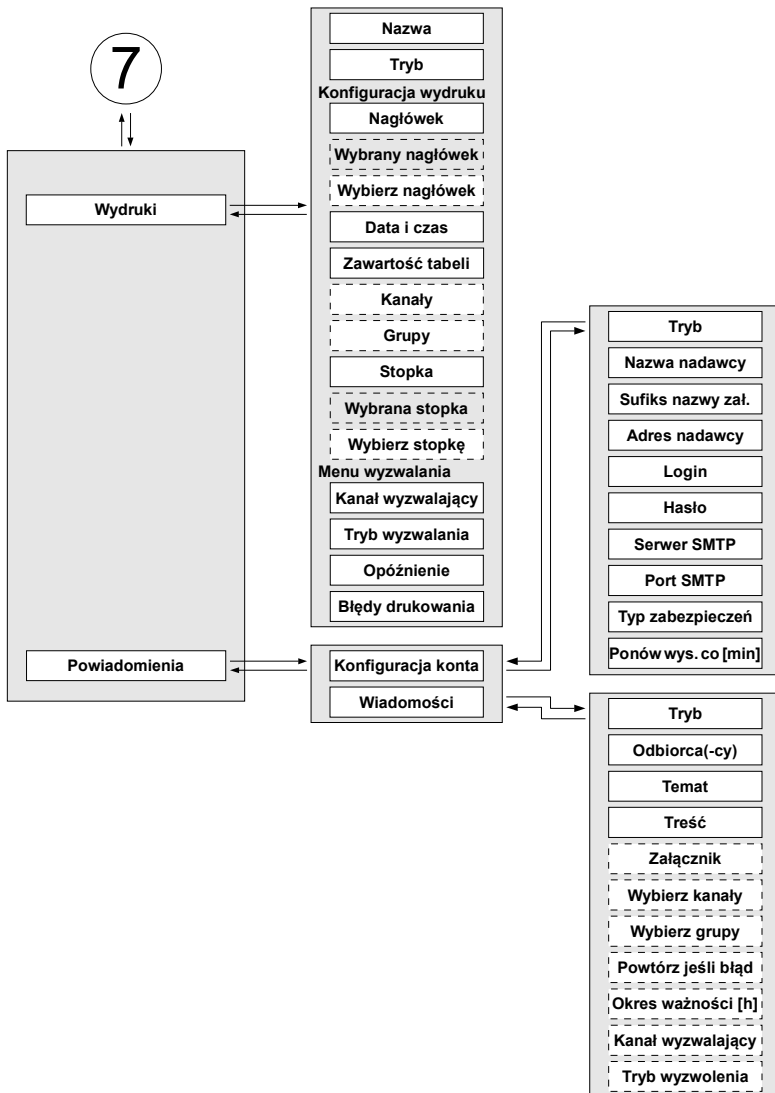 7
Wydruki
Powiadomienia
Nazwa
Tryb
Konfiguracja wydruku
Nagłówek
Wybrany nagłówek
Wybierz nagłówek
Data i czas
Zawartość tabeli
Kanały
Grupy
Stopka
Wybrana stopka
Wybierz stopkę
Menu wyzwalania
Kanał wyzwalający
Tryb wyzwalania
Opóźnienie
Błędy drukowania
Konfiguracja konta
Wiadomości
Tryb
Nazwa nadawcy
Sufiks nazwy zał.
Adres nadawcy
Login
Hasło
Serwer SMTP
Port SMTP
Typ zabezpieczeń
Ponów wys. co [min]
Tryb
Odbiorca(-cy)
Temat
Treść
Załącznik
Wybierz kanały
Wybierz grupy
Powtórz jeśli błąd
Okres ważności [h]
Kanał wyzwalający
Tryb wyzwolenia